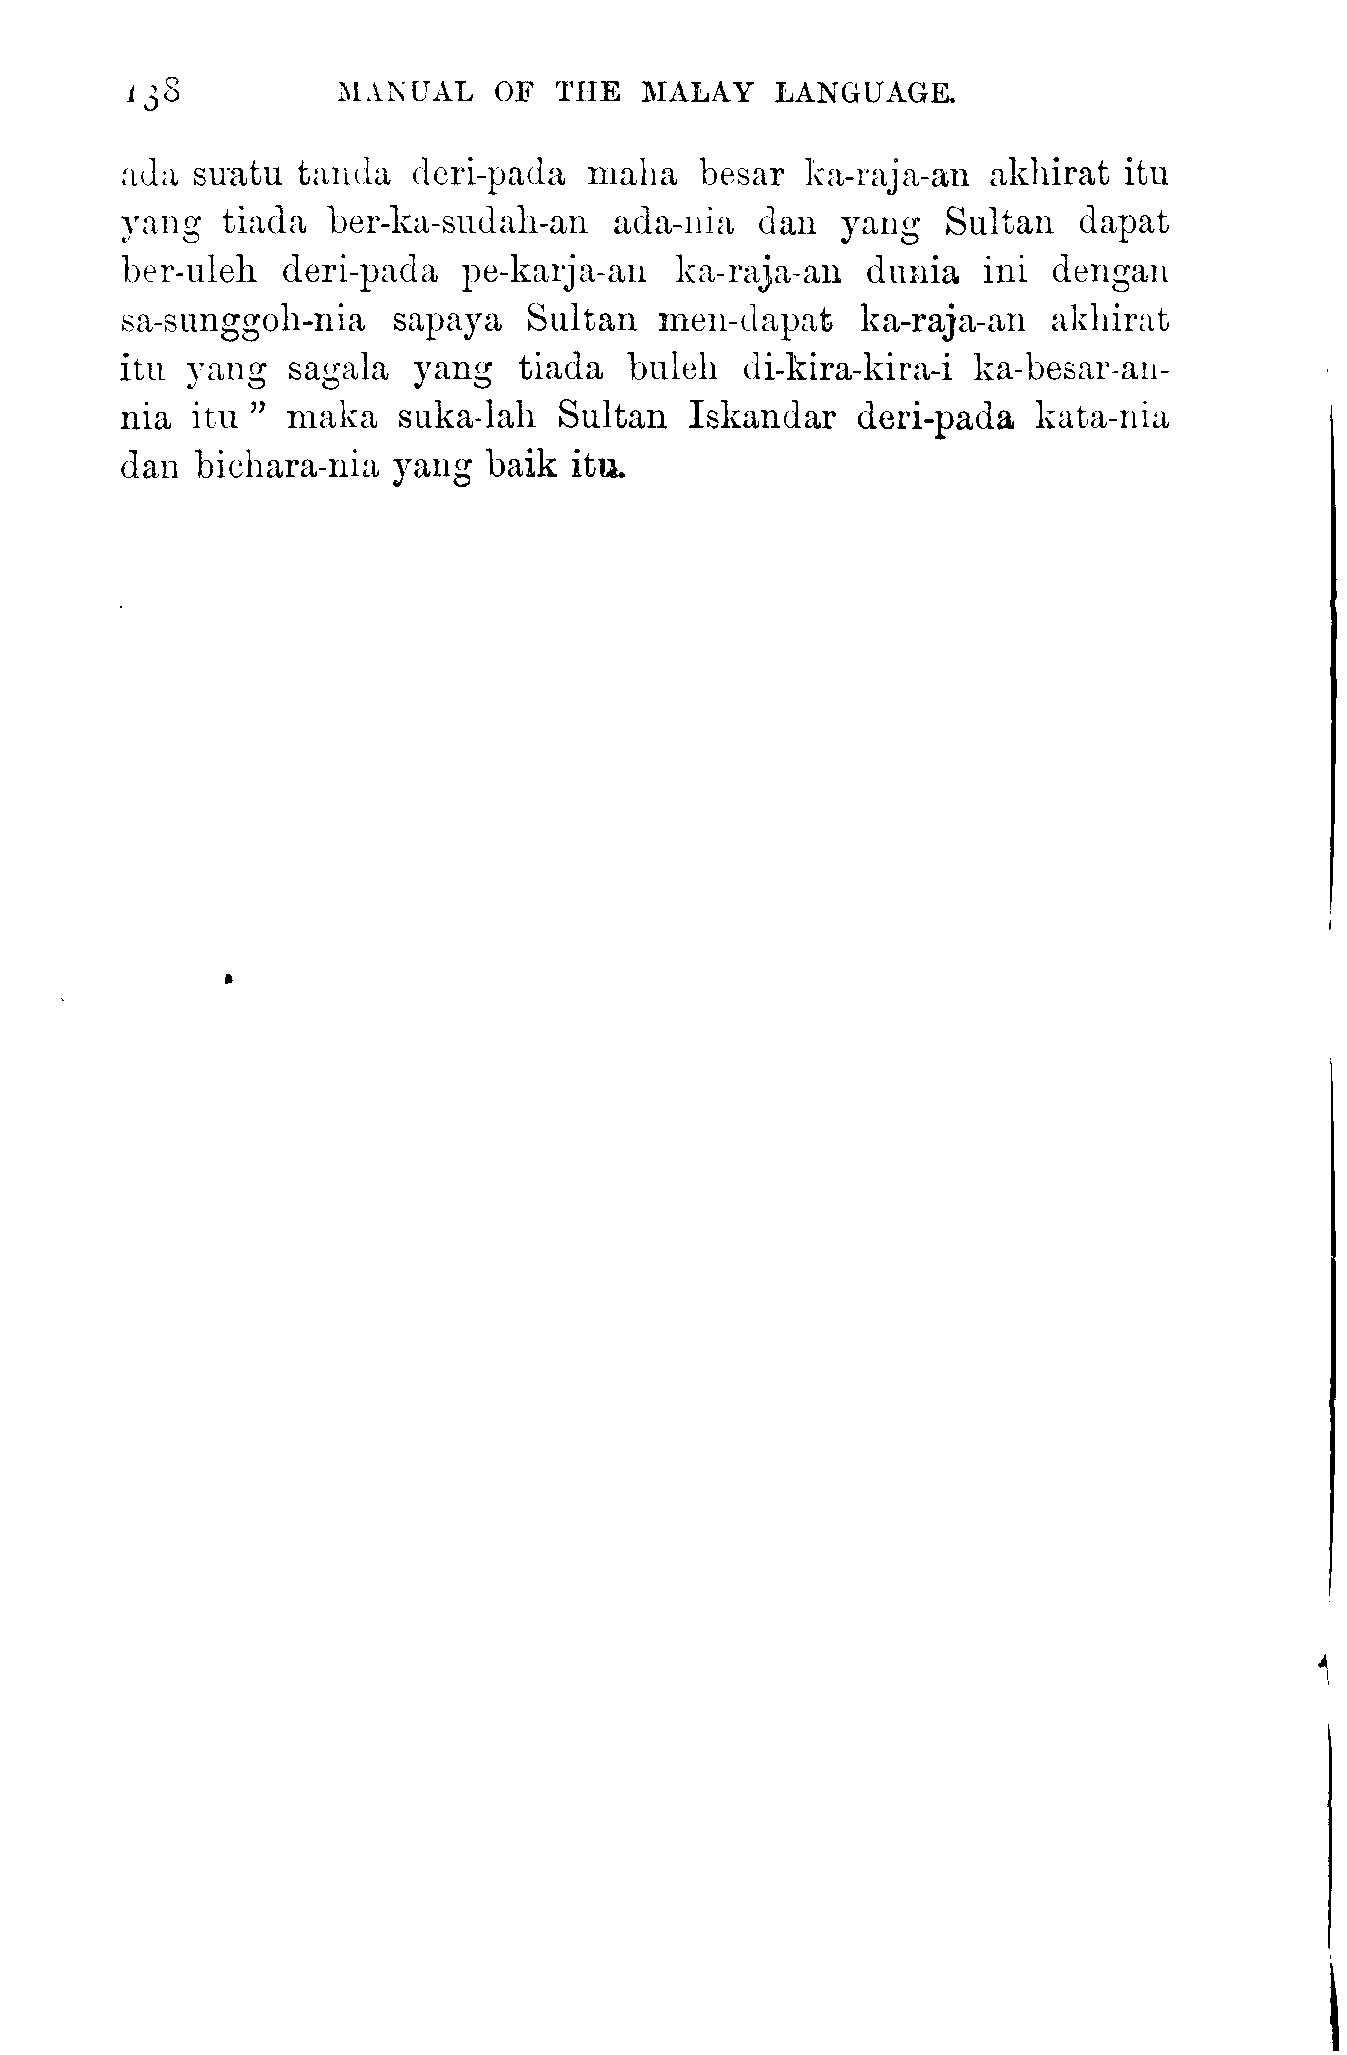 138 MANUAL OF THE MALAY LANGUAGE.
ada suatu tanda deri-pada maha besar ka-raja-an akhirat itu
yang tiada ber-ka-sudah-an ada-nia dan yang Sultan dapat
ber-uleh deri-pada pe-karja-an ka-raja-an dunia ini dengan
sa-sunggoh-nia sapaya Sultan men-dapat ka-raja-an akhirat
itu yang sagala yang tiada buleh di-kira-kira-i ka-besar-an-
nia itu ” maka suka-lah Sultan Iskandar deri-pada kata-nia
dan bichara-nia yang baik itu.